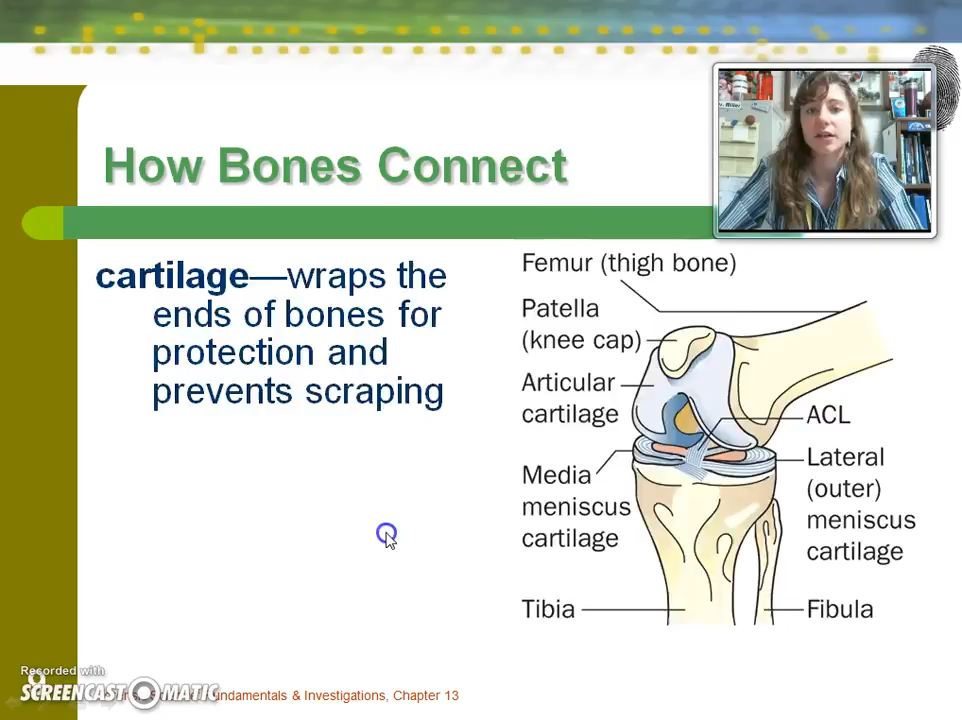 How Bones Connect
cartilage—wraps the
ends of bones for
protection and
prevents scraping
Femur (thigh bone)
Patella
(knee cap)
Articular
cartilage
ACL
Media
meniscus
cartilage
Lateral
(outer)
meniscus
cartilage
Tibia
Fibula
Recorded with
SCREENCAST MATIC
Fundamentals & Investigations, Chapter 13